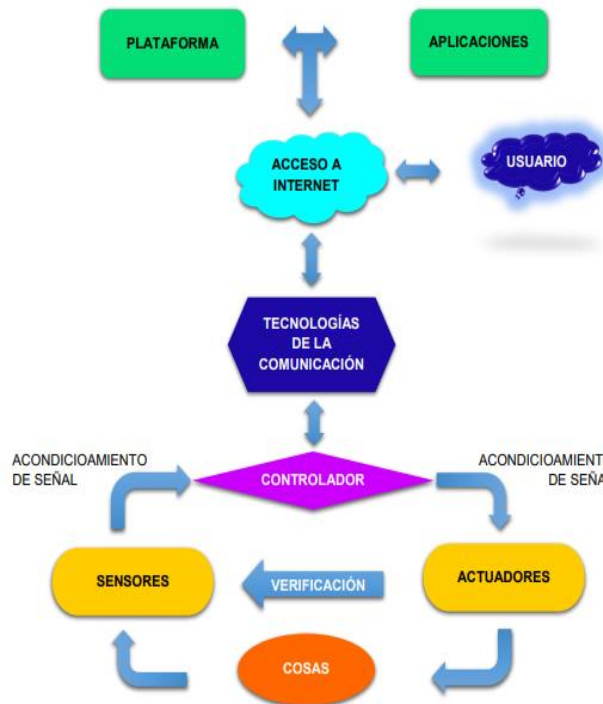 PLATAFORMA
APLICACIONES
ACCESO A
INTERNET
USUARIO
TECNOLOGÍAS
DE LA
COMUNICACIÓN
ACONDICIOAMIENTO
DE SEÑAL
CONTROLADOR
ACONDICIOAMIENT
DE SEÑA
SENSORES
VERIFICACIÓN
ACTUADORES
COSAS